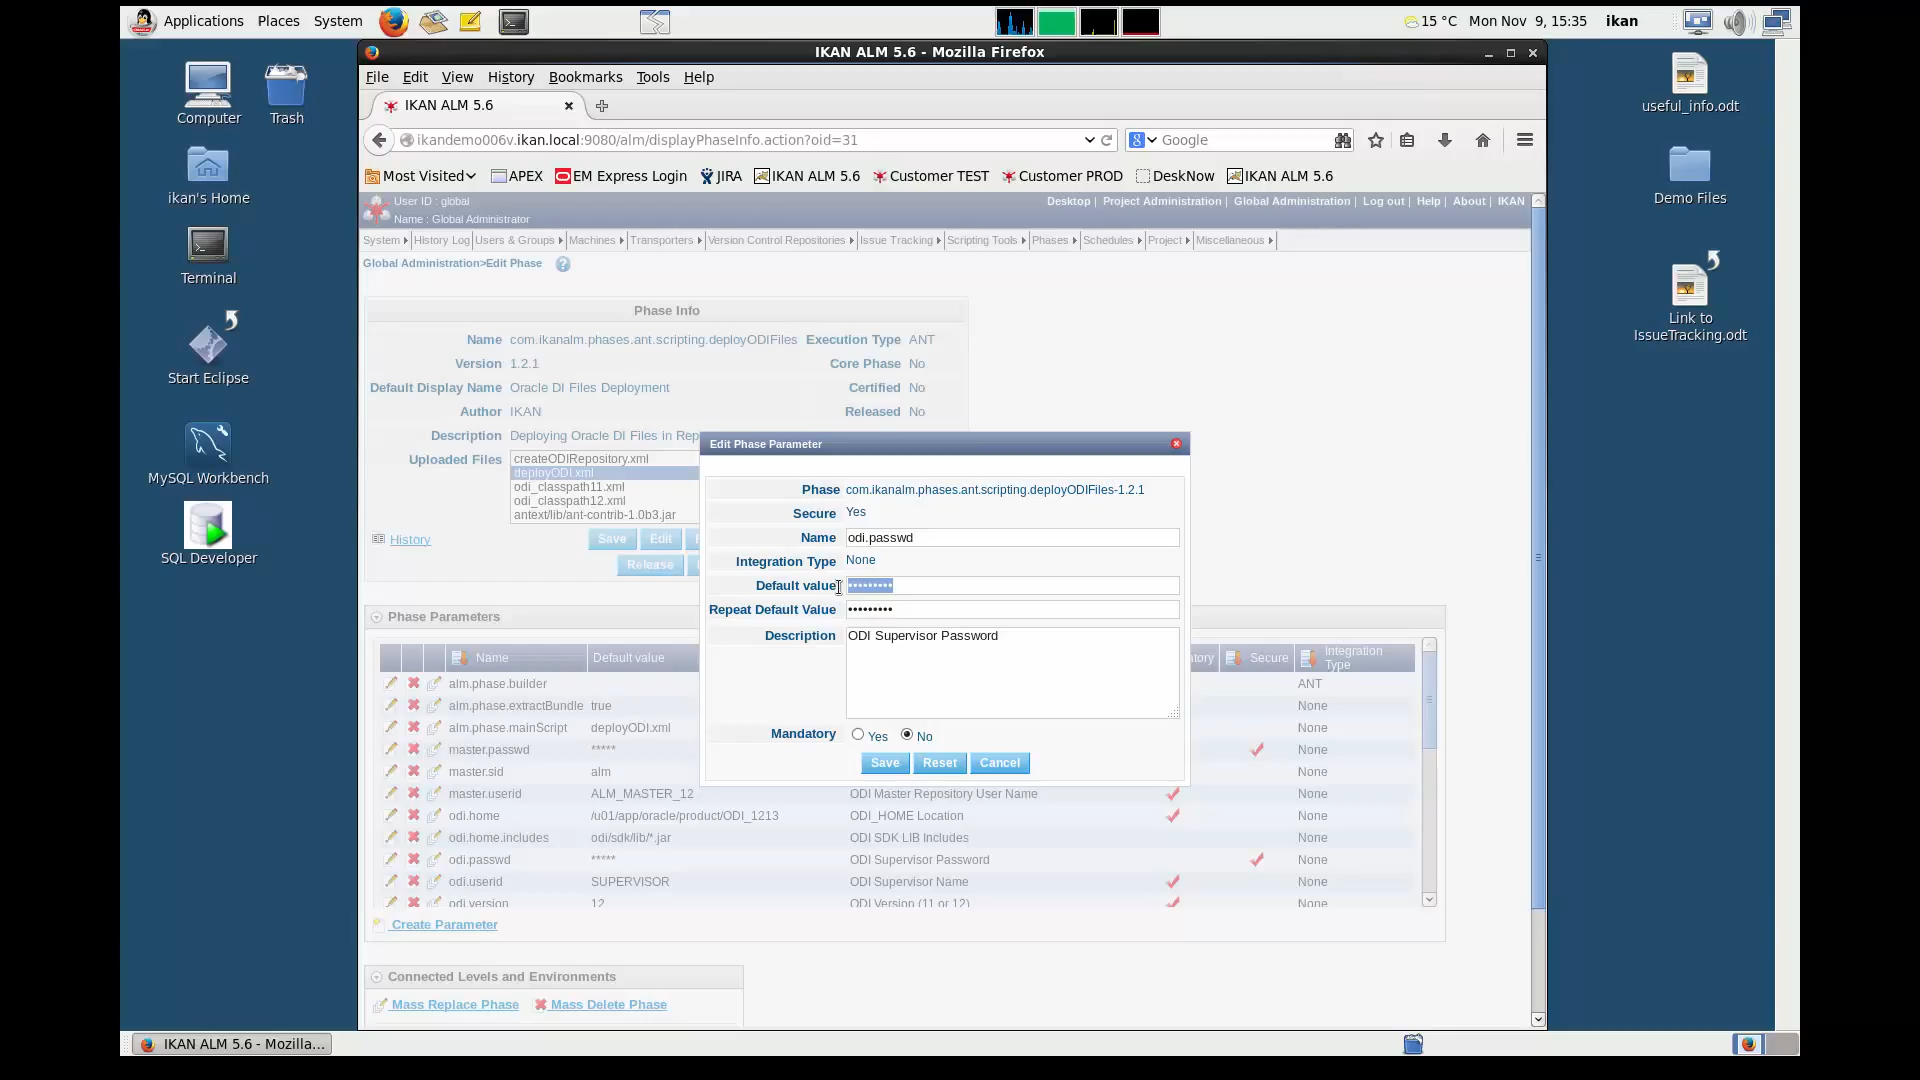 Applications Places System
15 °C Mon Nov 9, 15:35 ikan
Computer
Trash
ikan's Home
Terminal
Start Eclipse
MySQL Workbench
SQL Developer
useful_info.odt
Demo Files
Link to
IssueTracking.odt
IKAN ALM 5.6 - Mozilla Firefox
File Edit View History Bookmarks Tools Help
IKAN ALM 5.6
ikandemo006v.ikan.local:9080/alm/displayPhaseInfo.action?oid=31
Google
Most Visited APEX EM Express Login JIRA IKAN ALM 5.6 Customer TEST Customer PROD DeskNow IKAN ALM 5.6
User ID : global
Name : Global Administrator
Desktop | Project Administration | Global Administration | Log out | Help | About | IKAN
System History Log Users & Groups Machines Transporters Version Control Repositories Issue Tracking Scripting Tools Phases Schedules Project Miscellaneous
Global Administration>Edit Phase
Phase Info
Name com.ikanalm.phases.ant.scripting.deployODIFiles Execution Type ANT
Version 1.2.1 Core Phase No
Default Display Name Oracle DI Files Deployment Certified No
Author IKAN Released No
Description Deploying Oracle DI Files in Rep
Uploaded Files createODIRepository.xml
deployODI.xml
odi_classpath11.xml
odi_classpath12.xml
antext/lib/ant-contrib-1.0b3.jar
History Save Edit
Release
Edit Phase Parameter
Phase com.ikanalm.phases.ant.scripting.deployODIFiles-1.2.1
Secure Yes
Name odi.passwd
Integration Type None
Default value •••••••••
Repeat Default Value •••••••••
Description ODI Supervisor Password
Mandatory Yes No
Save Reset Cancel
Phase Parameters
Name Default value atory Secure Integration Type
alm.phase.builder ANT
alm.phase.extractBundle true None
alm.phase.mainScript deployODI.xml None
master.passwd ***** None
master.sid alm None
master.userid ALM_MASTER_12 ODI Master Repository User Name None
odi.home /u01/app/oracle/product/ODI_1213 ODI_HOME Location None
odi.home.includes odi/sdk/lib/*.jar ODI SDK LIB Includes None
odi.passwd ***** ODI Supervisor Password None
odi.userid SUPERVISOR ODI Supervisor Name None
odi.version 12 ODI Version (11 or 12) None
Create Parameter
Connected Levels and Environments
Mass Replace Phase Mass Delete Phase
IKAN ALM 5.6 - Mozilla...